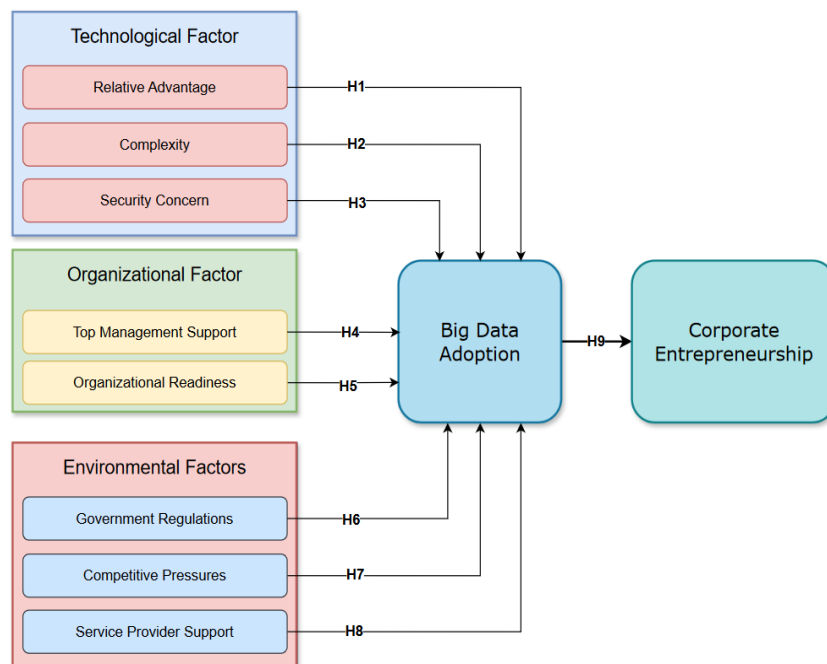 Technological Factor
Relative Advantage
H1
Complexity
H2
Security Concern
H3
Organizational Factor
Top Management Support
H4
Organizational Readiness
H5
Big Data
Adoption
H9
Corporate
Entrepreneurship
Environmental Factors
Government Regulations
H6
Competitive Pressures
H7
Service Provider Support
H8